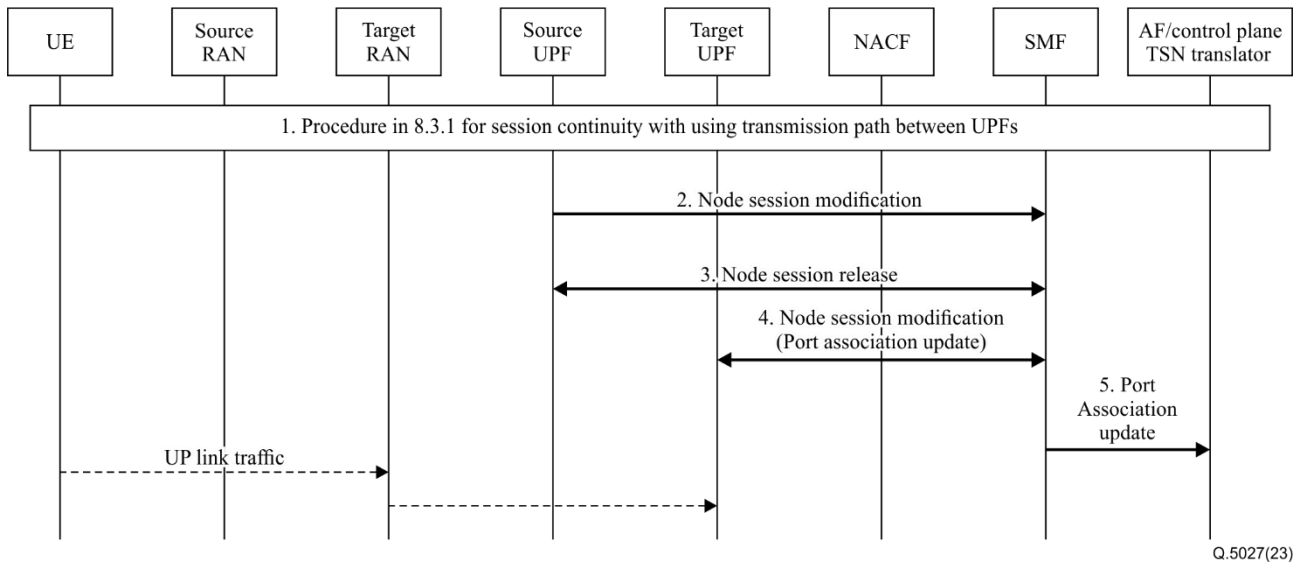 UE
Source
RAN
Target
RAN
Source
UPF
Target
UPF
NACF
SMF
AF/control plane
TSN translator
1. Procedure in 8.3.1 for session continuity with using transmission path between UPFs
2. Node session modification
3. Node session release
4. Node session modification
(Port association update)
5. Port
Association
update
UP link traffic
Q.5027(23)